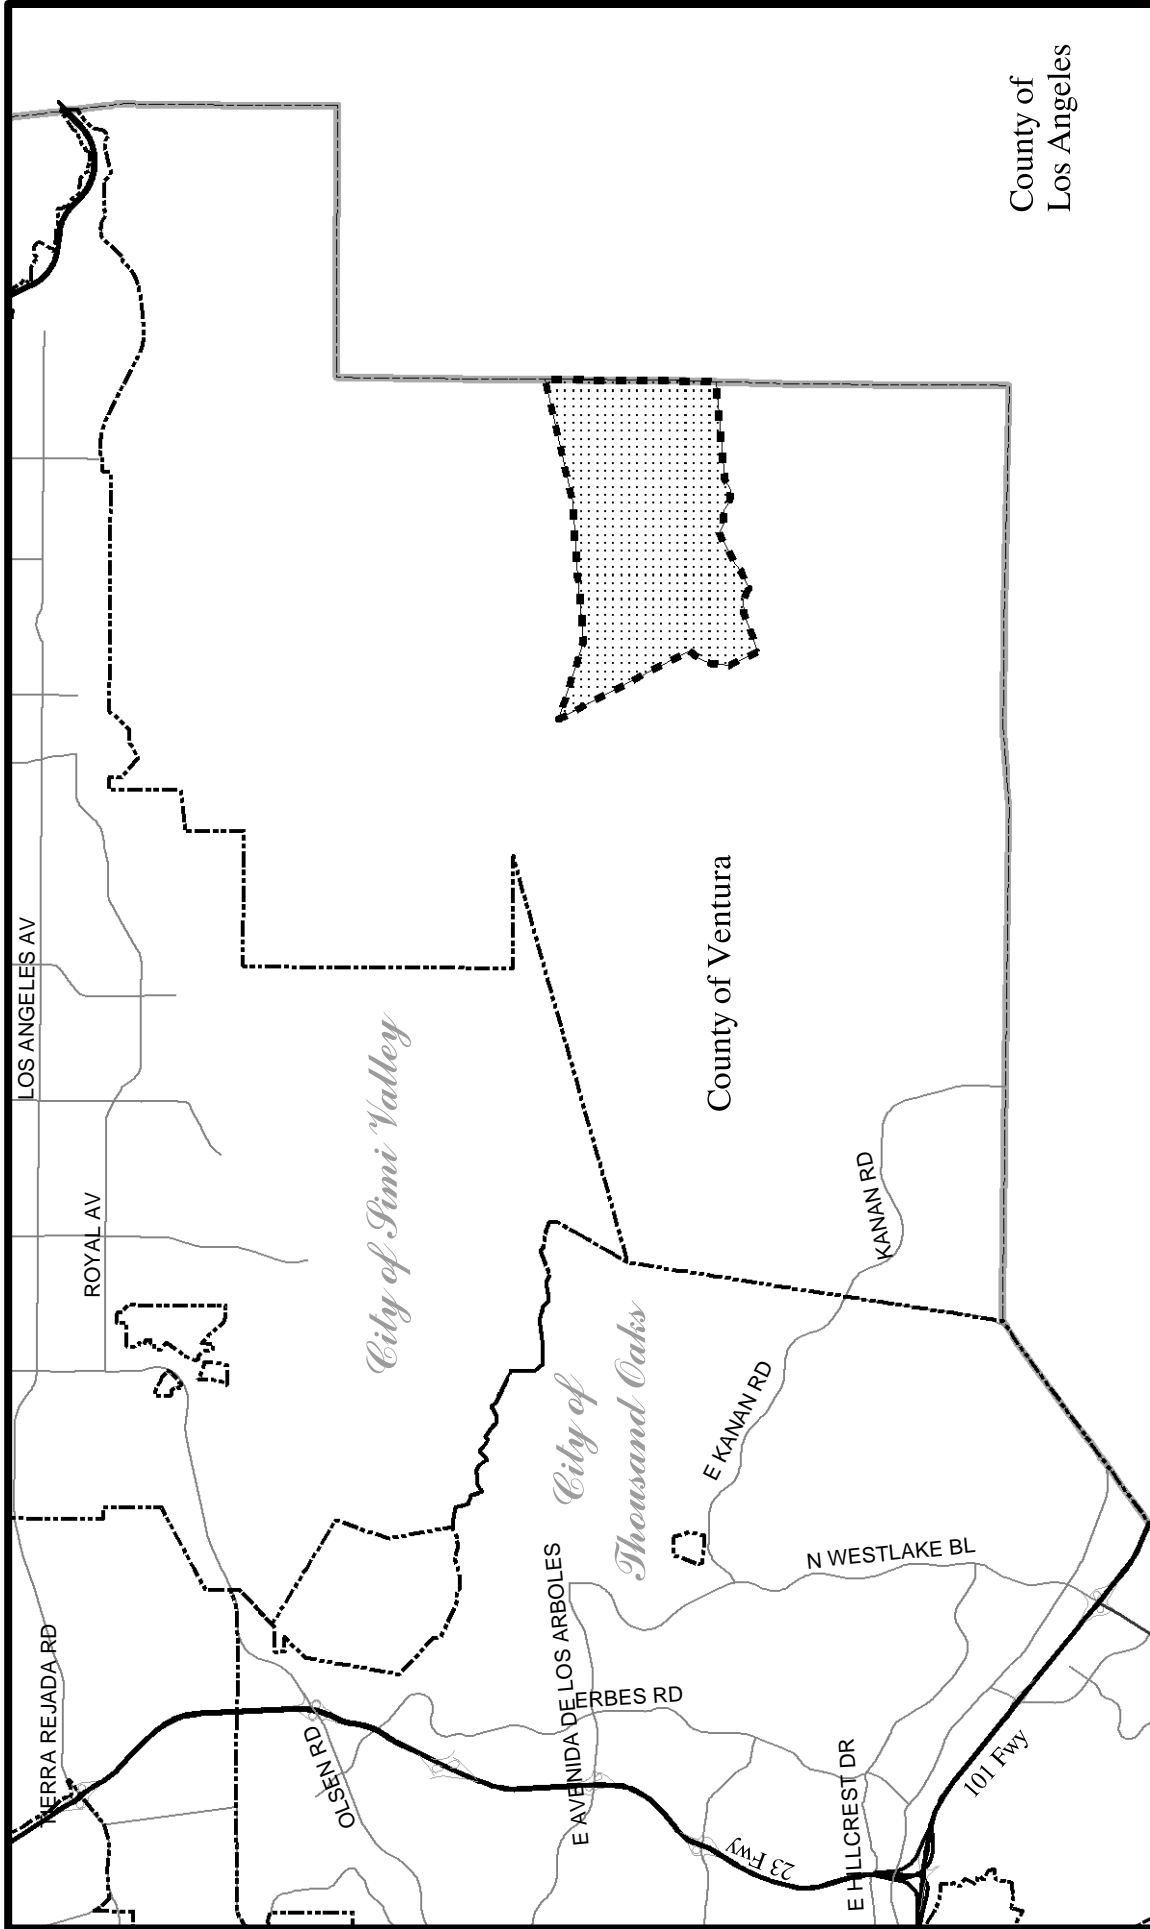 County of
Los Angeles
LOS ANGELES AV
County of Ventura
City of Simi Valley
ROYAL AV
KANAN RD
City of
Thousand Oaks
E KANAN RD
N WESTLAKE BL
TIERRA REJADA RD
E AVENIDA DE LOS ARBOLES
ERBES RD
OLSEN RD
101 Fwy
E HILLCREST DR
23 Fwy